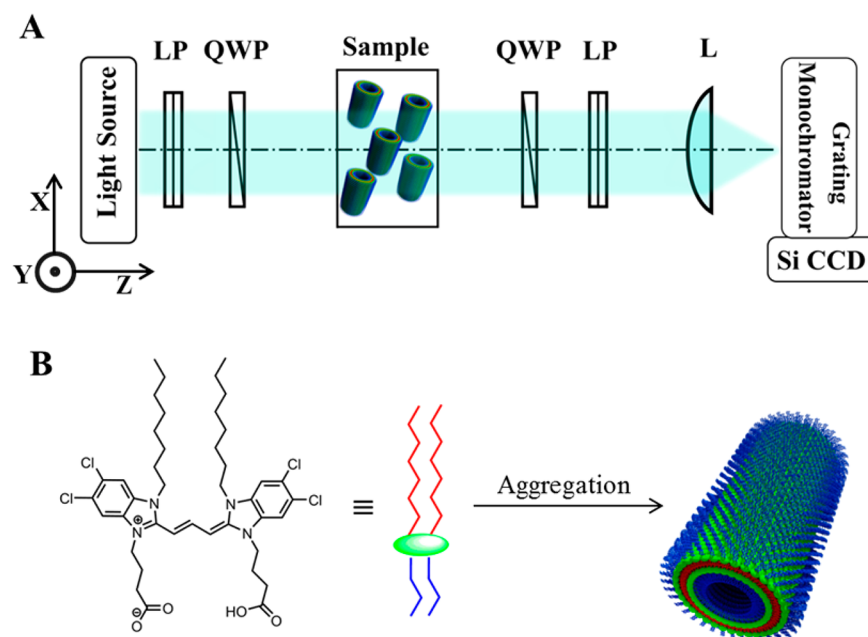 A
LP QWP Sample QWP LP L
Light Source
Grating
Monochromator
Si CCD
X
Y
Z
B
Cl
Cl
Cl
Cl
N
N
N
N
⊕
O
O
⊖
HO
O
≡
Aggregation